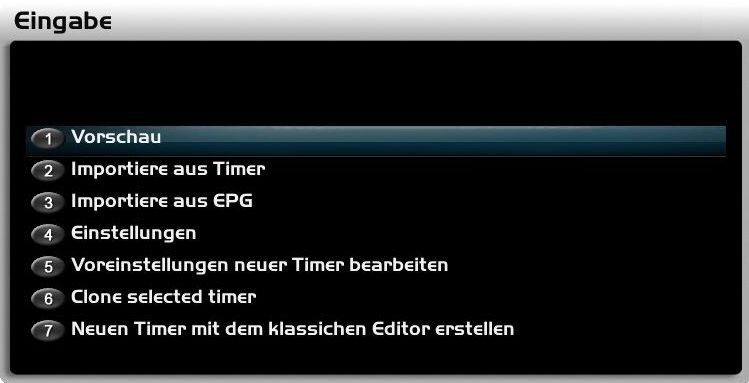 Eingabe
1 Vorschau
2 Importiere aus Timer
3 Importiere aus EPG
4 Einstellungen
5 Voreinstellungen neuer Timer bearbeiten
6 Clone selected timer
7 Neuen Timer mit dem klassichen Editor erstellen